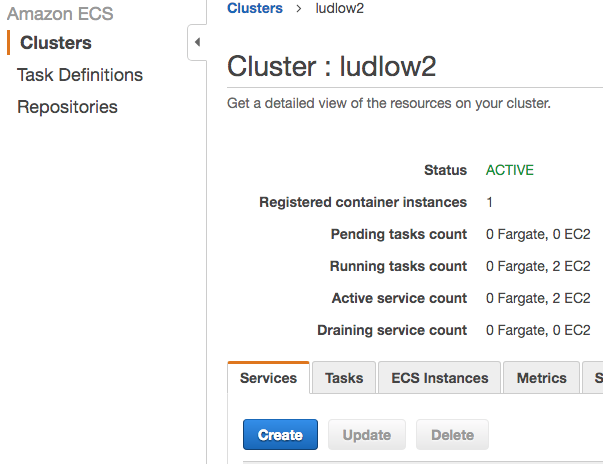 Amazon ECS
Clusters
Task Definitions
Repositories
Clusters > ludlow2
Cluster : ludlow2
Get a detailed view of the resources on your cluster.
Status ACTIVE
Registered container instances 1
Pending tasks count 0 Fargate, 0 EC2
Running tasks count 0 Fargate, 2 EC2
Active service count 0 Fargate, 2 EC2
Draining service count 0 Fargate, 0 EC2
Services Tasks ECS Instances Metrics S
Create Update Delete